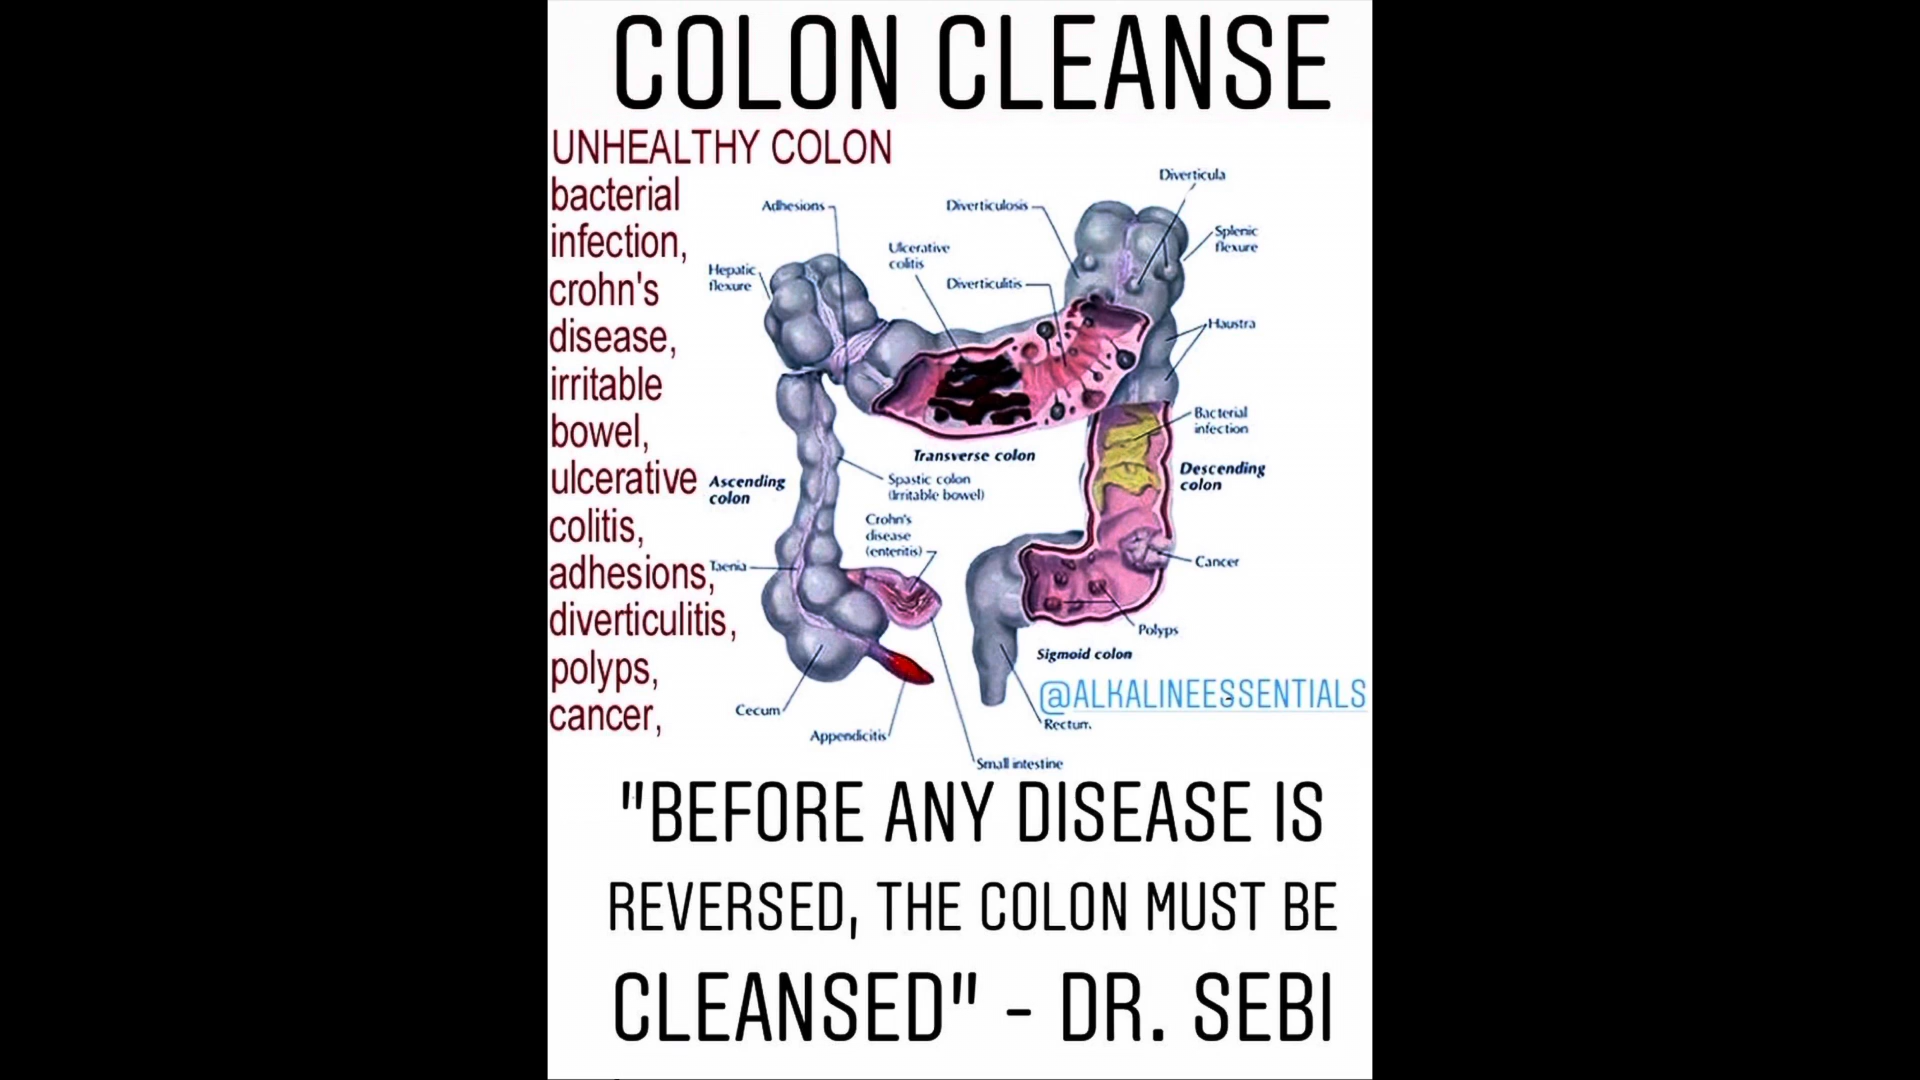 COLON CLEANSE
UNHEALTHY COLON
bacterial
infection,
crohn's
disease,
irritable
bowel,
ulcerative
colitis,
adhesions,
diverticulitis,
polyps,
cancer,
Diverticula
Adhesions
Diverticulosis
Splenic
flexure
Ulcerative
colitis
Hepatic
flexure
Diverticulitis
Haustra
Bacterial
infection
Transverse colon
Descending
colon
Ascending
colon
Spastic colon
(Irritable bowel)
Crohn's
disease
(enteritis)
Taenia
Cancer
Polyps
Sigmoid colon
@ALKALINEESSENTIALS
Cecum
Rectum.
Appendicitis
Small intestine
"BEFORE ANY DISEASE IS
REVERSED, THE COLON MUST BE
CLEANSED" - DR. SEBI